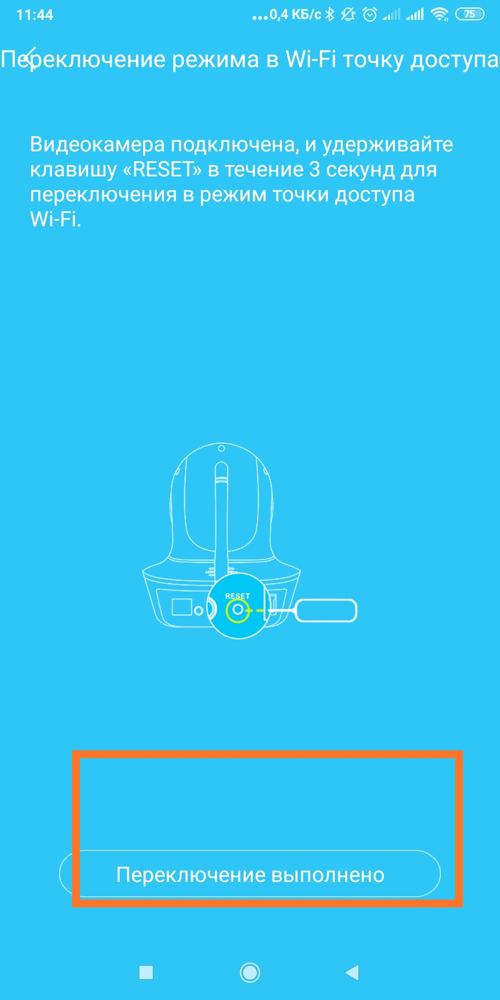 11:44
...0,4 КБ/с
75
Переключение режима в Wi-Fi точку доступа
Видеокамера подключена, и удерживайте
клавишу «RESET» в течение 3 секунд для
переключения в режим точки доступа
Wi-Fi.
RESET
Переключение выполнено